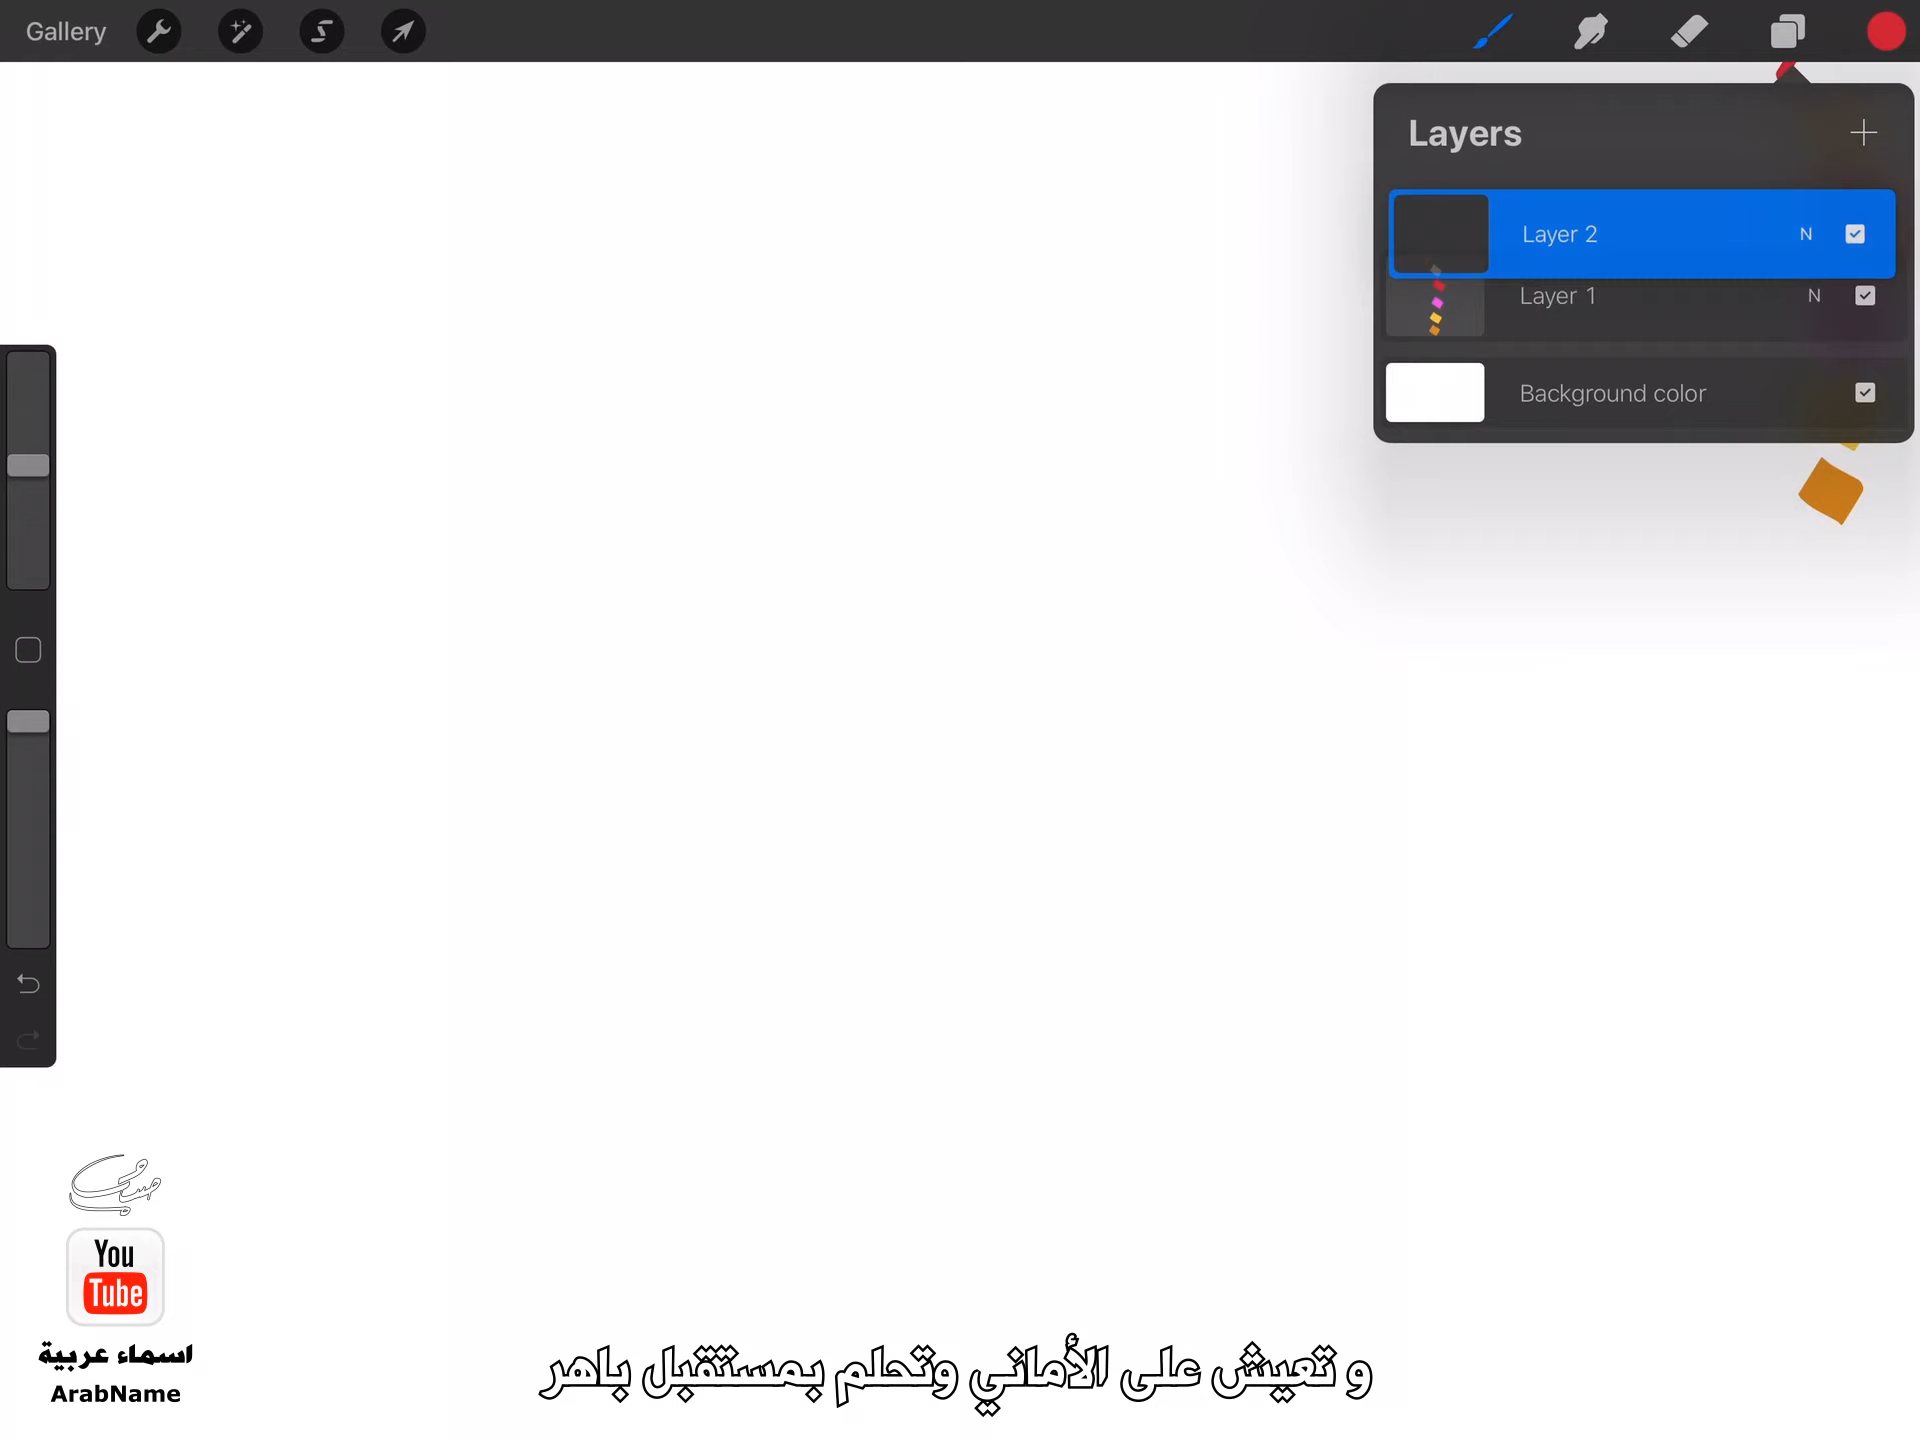 Gallery
Layers
Layer 2 N
Layer 1 N
Background color
You
Tube
اسماء عربية
ArabName
و تعيش على الأماني وتحلم بمستقبل باهر